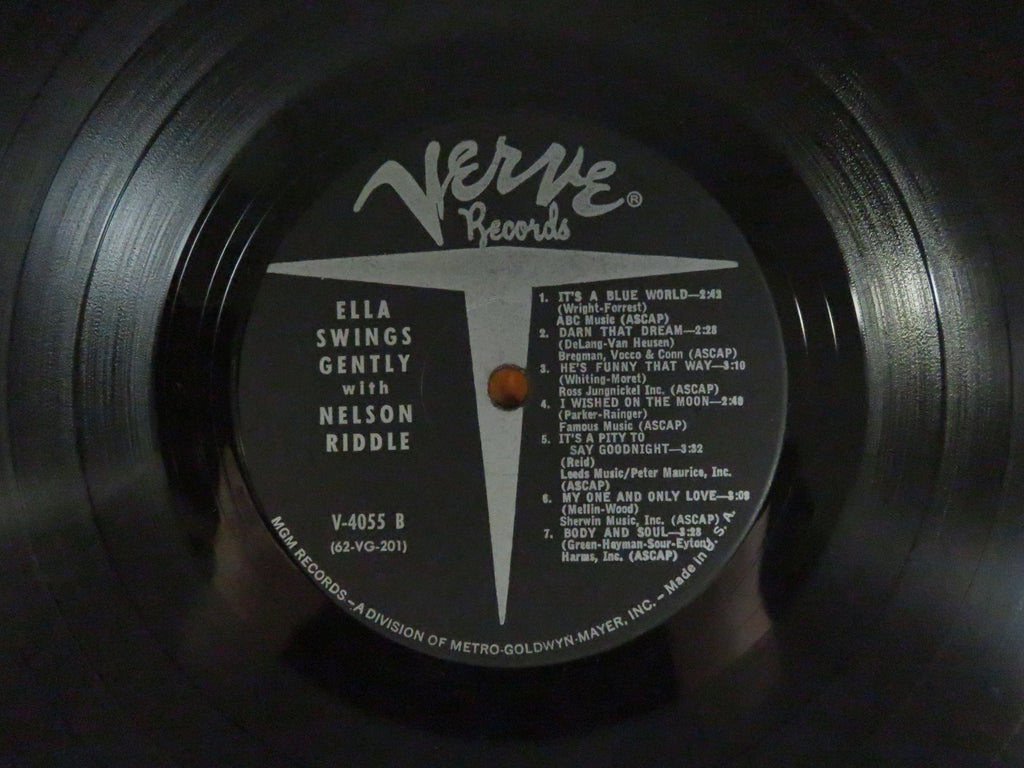 Verve®
Records
ELLA
SWINGS
GENTLY
with
NELSON
RIDDLE
V-4055 B
(62-VG-201)
1. IT'S A BLUE WORLD—2:42
(Wright-Forrest)
ABC Music (ASCAP)
2. DARN THAT DREAM—2:28
(DeLang-Van Heusen)
Bregman, Vocco & Conn (ASCAP)
3. HE'S FUNNY THAT WAY—3:10
(Whiting-Moret)
Ross Jungnickel Inc. (ASCAP)
4. I WISHED ON THE MOON—2:48
(Parker-Rainger)
Famous Music (ASCAP)
5. IT'S A PITY TO
SAY GOODNIGHT—3:32
(Reid)
Leeds Music/Peter Maurice, Inc.
(ASCAP)
6. MY ONE AND ONLY LOVE—3:09
(Mellin-Wood)
Sherwin Music, Inc. (ASCAP)
7. BODY AND SOUL—3:28
(Green-Heyman-Sour-Eyton)
Harms, Inc. (ASCAP)
MGM RECORDS – A DIVISION OF METRO-GOLDWYN-MAYER, INC. – Made in U.S.A.